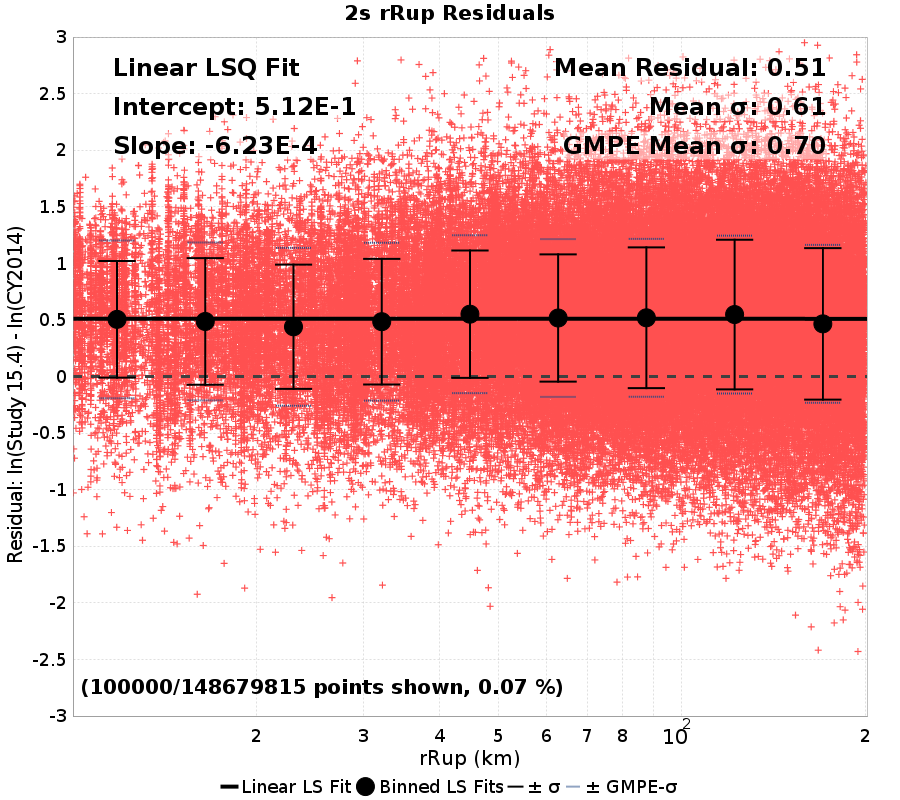 2s rRup Residuals
Linear LSQ Fit
Intercept: 5.12E-1
Slope: -6.23E-4
Mean Residual: 0.51
Mean σ: 0.61
GMPE Mean σ: 0.70
Residual: ln(Study 15.4) - ln(CY2014)
3
2.5
2
1.5
1
0.5
0
-0.5
-1
-1.5
-2
-2.5
-3
(100000/148679815 points shown, 0.07 %)
2 3 4 5 6 7 8 10² 2
rRup (km)
Linear LS Fit Binned LS Fits ± σ ± GMPE-σ